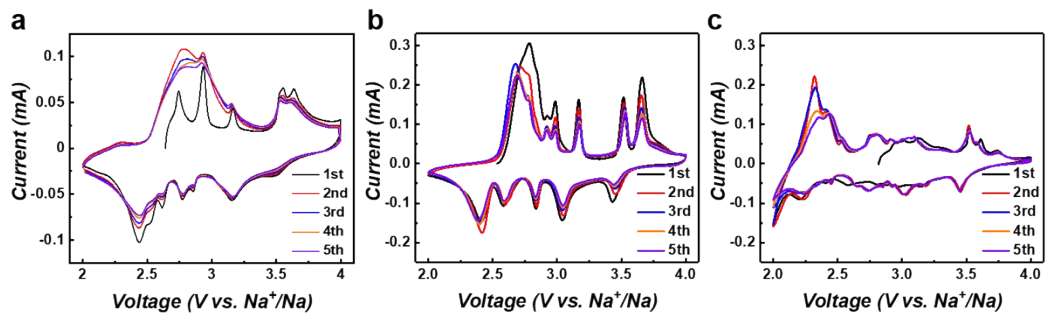 a
Current (mA)
0.1
0.05
0
-0.05
-0.1
2
2.5
3
3.5
4
Voltage (V vs. Na⁺/Na)
1st
2nd
3rd
4th
5th
b
Current (mA)
0.3
0.2
0.1
0.0
-0.1
-0.2
2.0
2.5
3.0
3.5
4.0
Voltage (V vs. Na⁺/Na)
1st
2nd
3rd
4th
5th
c
Current (mA)
0.3
0.2
0.1
0.0
-0.1
-0.2
2.0
2.5
3.0
3.5
4.0
Voltage (V vs. Na⁺/Na)
1st
2nd
3rd
4th
5th